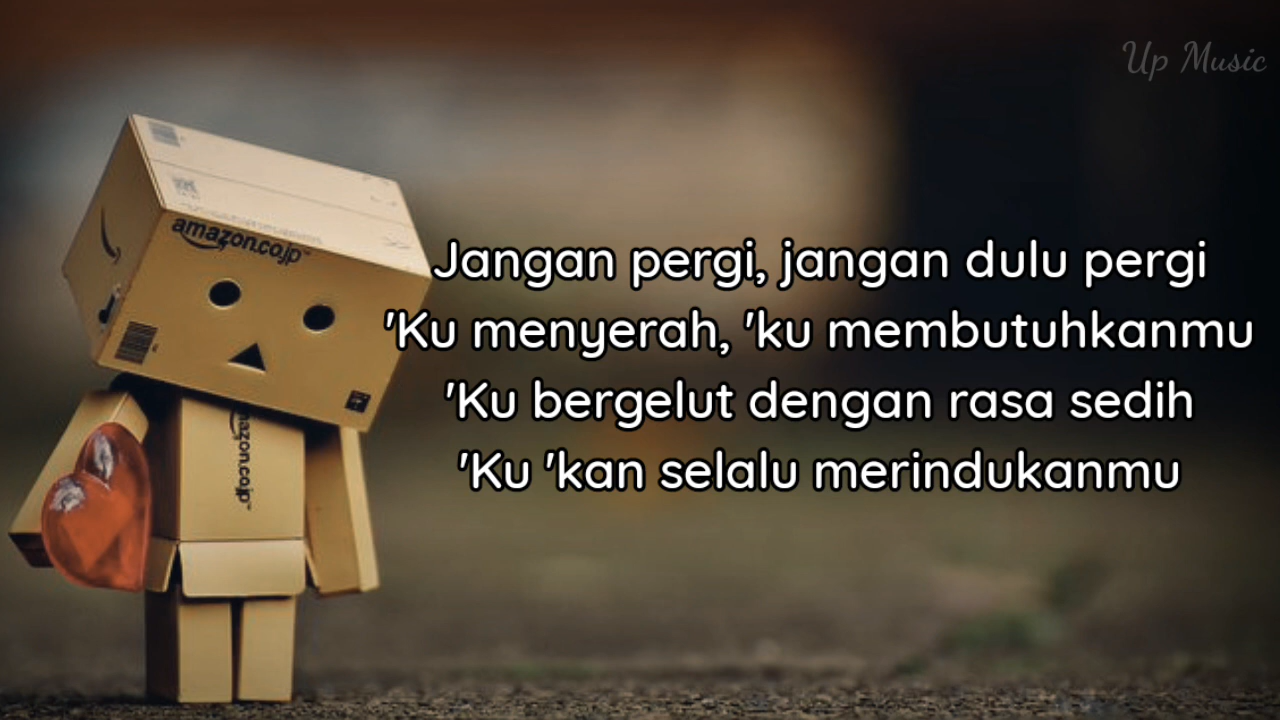 Up Music
amazon.co.jp
Jangan pergi, jangan dulu pergi
'Ku menyerah, 'ku membutuhkanmu
'Ku bergelut dengan rasa sedih
'Ku 'kan selalu merindukanmu
amazon.co.jp